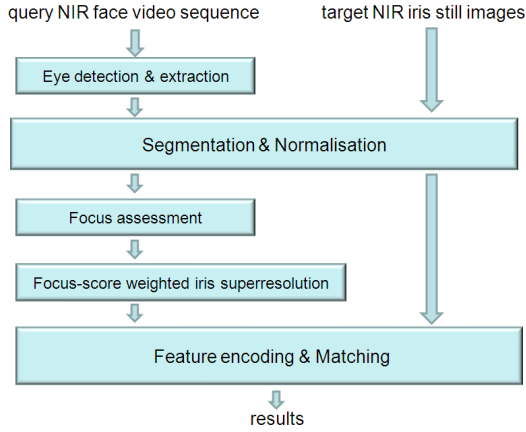 query NIR face video sequence
target NIR iris still images
Eye detection & extraction
Segmentation & Normalisation
Focus assessment
Focus-score weighted iris superresolution
Feature encoding & Matching
results